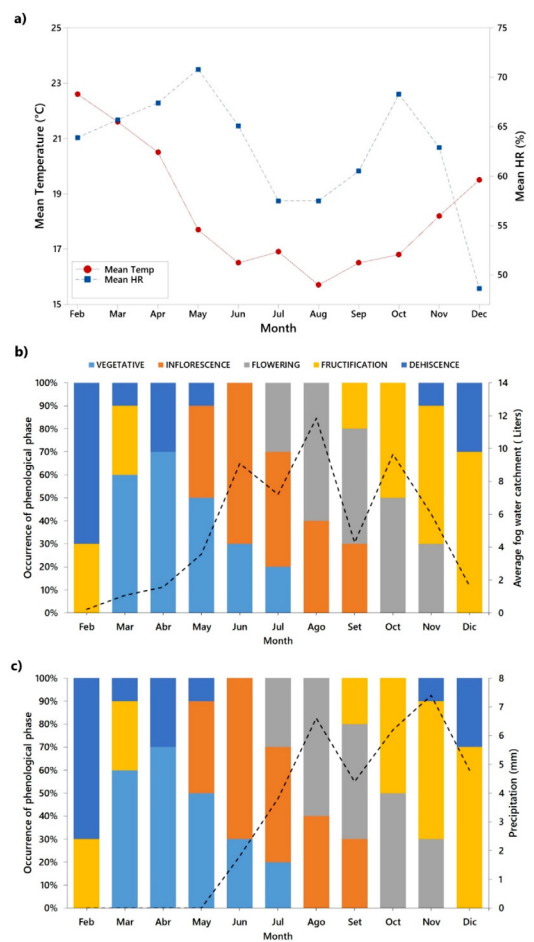 a)
25
23
21
19
17
15
Mean Temperature (°C)
75
70
65
60
55
50
Mean HR (%)
Mean Temp
Mean HR
Feb Mar Apr May Jun Jul Aug Sep Oct Nov Dec
Month
b)
VEGETATIVE INFLORESCENCE FLOWERING FRUCTIFICATION DEHISCENCE
100%
90%
80%
70%
60%
50%
40%
30%
20%
10%
0%
Occurrence of phenological phase
14
12
10
8
6
4
2
0
Average fog water catchment ( Liters)
Feb Mar Abr May Jun Jul Ago Set Oct Nov Dic
Month
c)
100%
90%
80%
70%
60%
50%
40%
30%
20%
10%
0%
Occurrence of phenological phase
8
7
6
5
4
3
2
1
0
Precipitation (mm)
Feb Mar Abr May Jun Jul Ago Set Oct Nov Dic
Month